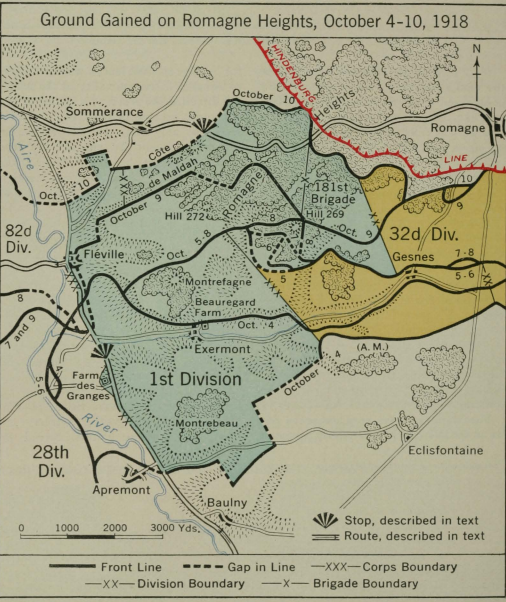 Ground Gained on Romagne Heights, October 4-10, 1918
N
HINDENBURG
LINE
October 10
Heights
Sommerance
Romagne
Aire
Côte
de Maldah
10
Oct.
10
9
October 9
Romagne
181st
Brigade
Hill 272
8
Hill 269
Oct. 9
32d Div.
82d
Div.
Oct. 5-8
8
6
5
Gesnes
7-8
5-6
Fléville
Montrefagne
Beauregard
Farm
8
7 and 9
Oct. 4
Exermont
4 (A.M.)
October
Farm
des
Granges
4
5-6
1st Division
Montrebeau
River
28th
Div.
Eclisfontaine
Apremont
Baulny
0 1000 2000 3000 Yds.
Stop, described in text
Route, described in text
Front Line Gap in Line —XXX— Corps Boundary
—XX— Division Boundary —X— Brigade Boundary